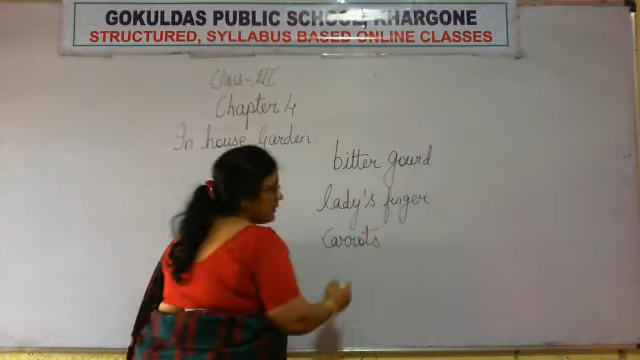 GOKULDAS PUBLIC SCHOOL, KHARGONE
STRUCTURED, SYLLABUS BASED ONLINE CLASSES
Class-III
Chapter 4
In house Garden
bitter gourd
lady's finger
Carrots